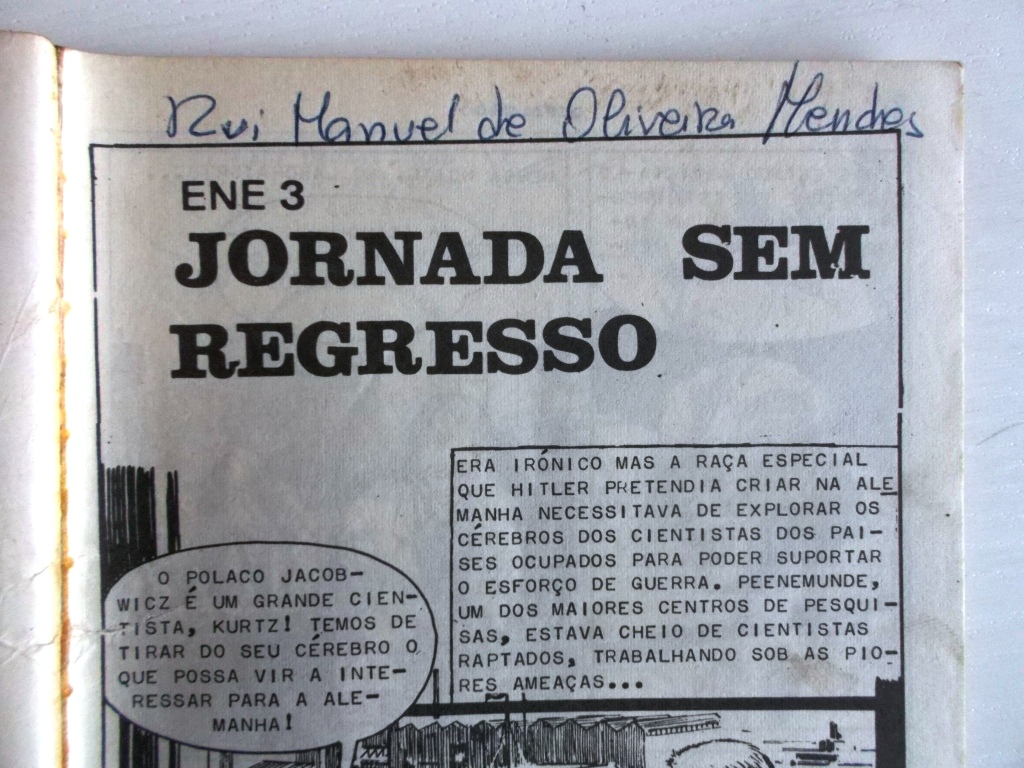 Rui Manuel de Oliveira Mendes
ENE 3
JORNADA SEM
REGRESSO
ERA IRÓNICO MAS A RAÇA ESPECIAL
QUE HITLER PRETENDIA CRIAR NA ALE
MANHA NECESSITAVA DE EXPLORAR OS
CÉREBROS DOS CIENTISTAS DOS PAI-
SES OCUPADOS PARA PODER SUPORTAR
O ESFORÇO DE GUERRA. PEENEMUNDE,
UM DOS MAIORES CENTROS DE PESQUI-
SAS, ESTAVA CHEIO DE CIENTISTAS
RAPTADOS, TRABALHANDO SOB AS PIO-
RES AMEAÇAS...
O POLACO JACOB-
WICZ É UM GRANDE CIEN-
TISTA, KURTZ! TEMOS DE
TIRAR DO SEU CÉREBRO O
QUE POSSA VIR A INTE-
RESSAR PARA A ALE-
MANHA!